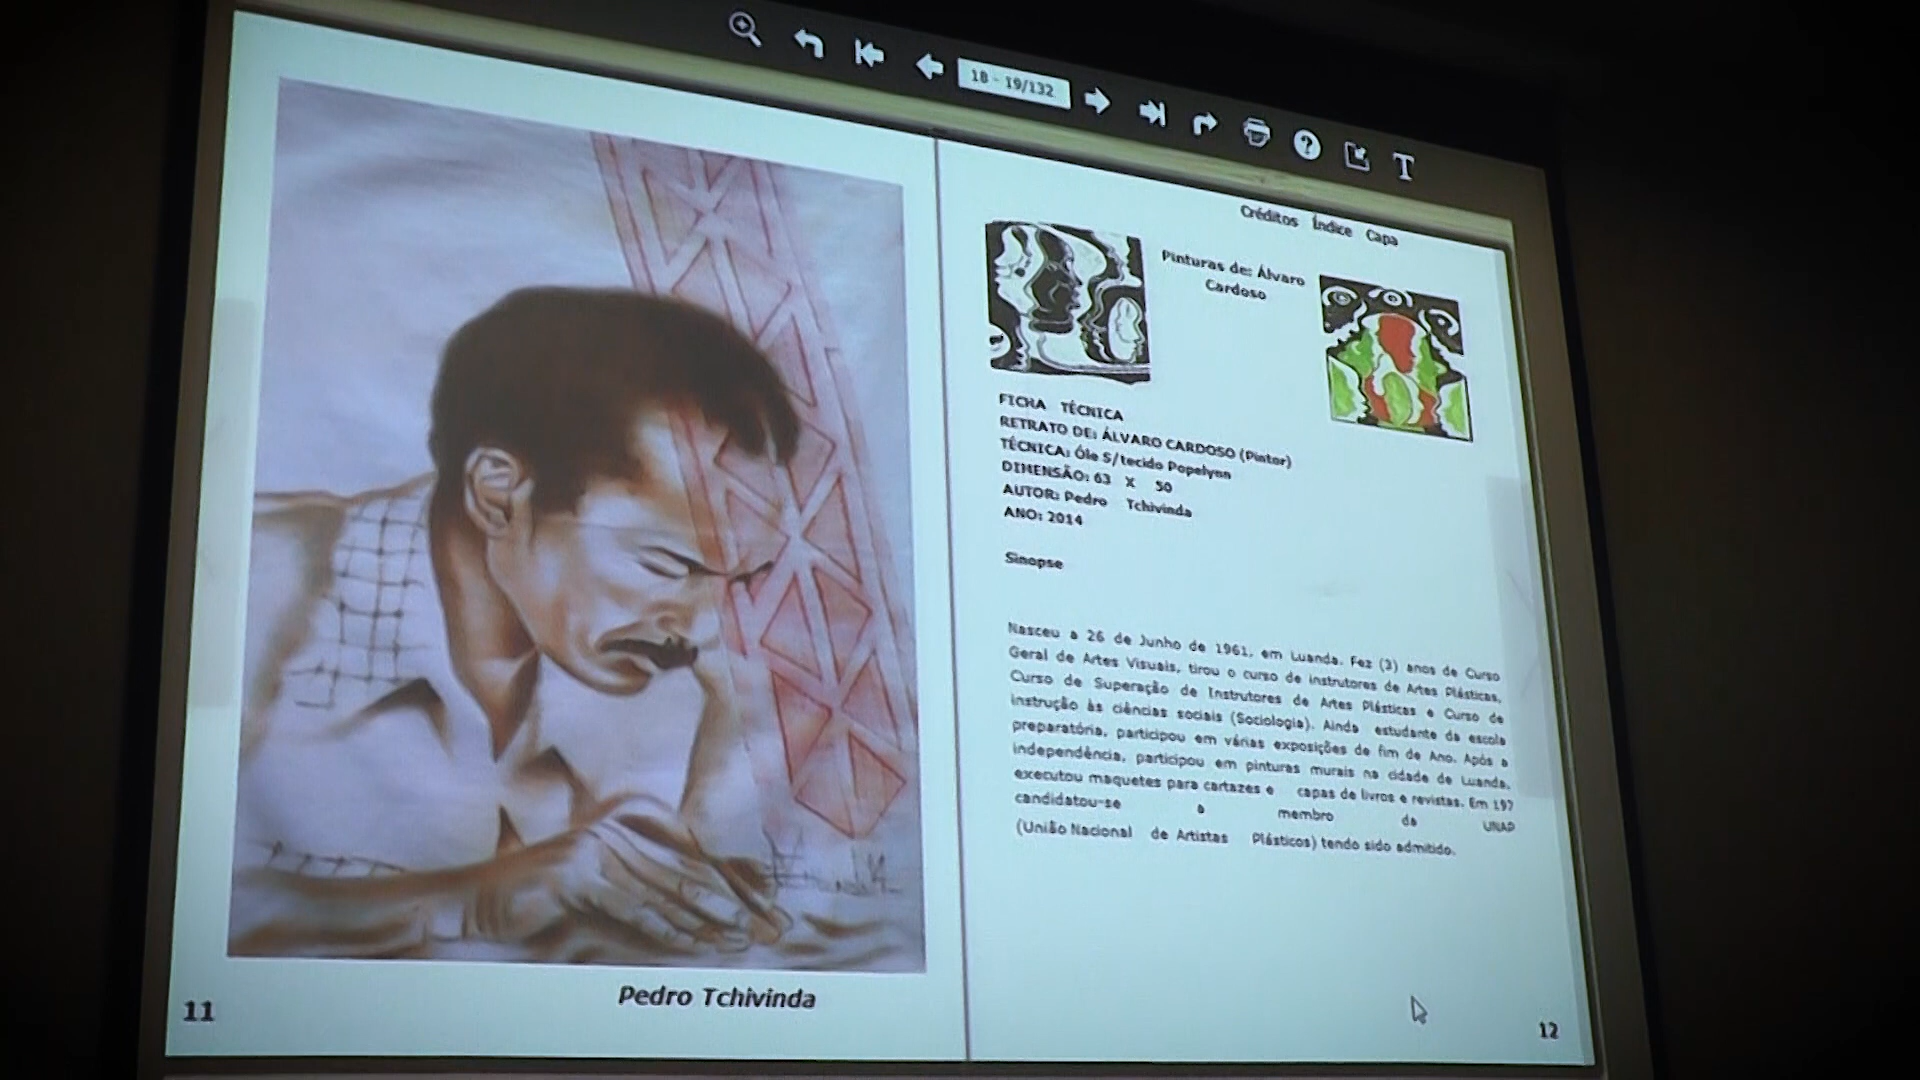 18 - 19/132
T
Pedro Tchivinda
11
Créditos Índice Capa
Pinturas de: Álvaro
Cardoso
FICHA TÉCNICA
RETRATO DE: ÁLVARO CARDOSO (Pintor)
TÉCNICA: Óle S/tecido Popelynn
DIMENSÃO: 63 X 50
AUTOR: Pedro Tchivinda
ANO: 2014
Sinopse
Nasceu a 26 de Junho de 1961, em Luanda. Fez (3) anos de Curso
Geral de Artes Visuais, tirou o curso de instrutores de Artes Plásticas,
Curso de Superação de Instrutores de Artes Plásticas e Curso de
instrução às ciências sociais (Sociologia). Ainda estudante da escola
preparatória, participou em várias exposições de fim de Ano. Após a
independência, participou em pinturas murais na cidade de Luanda,
executou maquetes para cartazes e capas de livros e revistas. Em 197
candidatou-se a membro da UNAP
(União Nacional de Artistas Plásticos) tendo sido admitido.
12